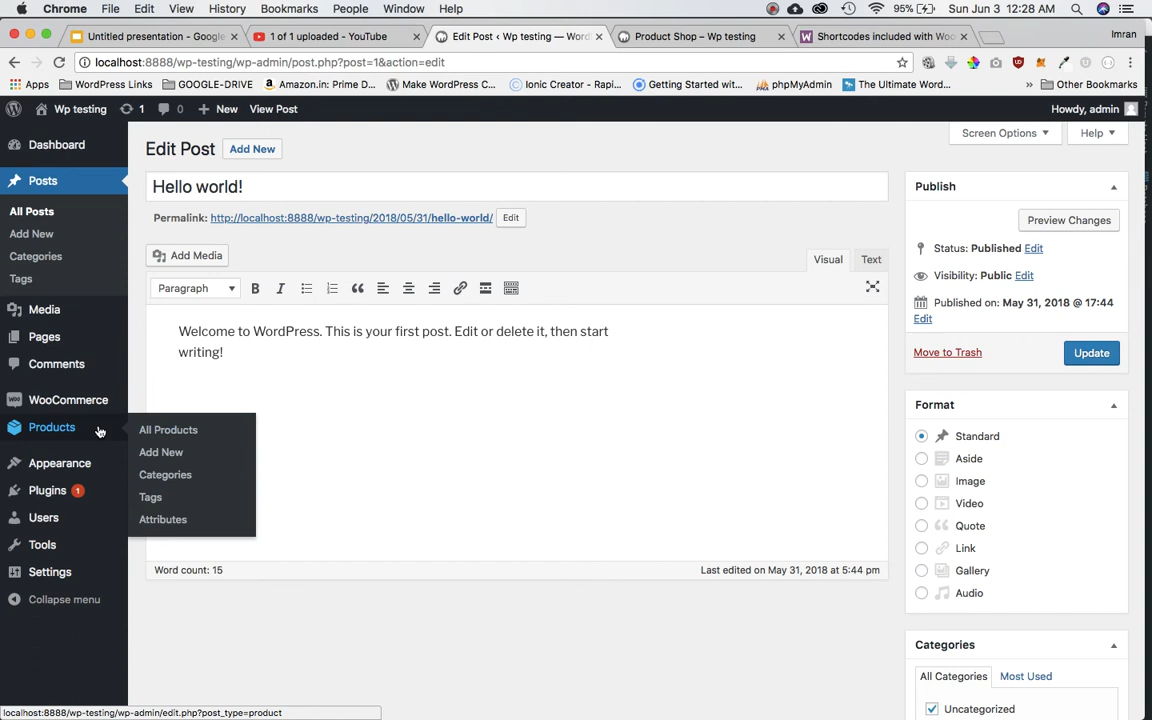 Chrome File Edit View History Bookmarks People Window Help 95% Sun Jun 3 12:28 AM
Untitled presentation - Google 1 of 1 uploaded - YouTube Edit Post ‹ Wp testing — Word Product Shop – Wp testing Shortcodes included with Woo Imran
localhost:8888/wp-testing/wp-admin/post.php?post=1&action=edit
Apps WordPress Links GOOGLE-DRIVE Amazon.in: Prime D... Make WooCommerc... Ionic Creator - Rapi... Getting Started wit... phpMyAdmin The Ultimate Word... » Other Bookmarks
Wp testing 1 New View Post Howdy, admin
Screen Options Help
Dashboard
Posts
All Posts
Add New
Categories
Tags
Media
Pages
Comments
WooCommerce
Products
Appearance
Plugins 1
Users
Tools
Settings
Collapse menu
All Products
Add New
Categories
Tags
Attributes
Edit Post Add New
Hello world!
Permalink: http://localhost:8888/wp-testing/2018/05/31/hello-world/ Edit
Add Media Visual Text
Paragraph
Welcome to WordPress. This is your first post. Edit or delete it, then start
writing!
Word count: 15 Last edited on May 31, 2018 at 5:44 pm
Publish
Preview Changes
Status: Published Edit
Visibility: Public Edit
Published on: May 31, 2018 @ 17:44
Edit
Move to Trash Update
Format
Standard
Aside
Image
Video
Quote
Link
Gallery
Audio
Categories
All Categories Most Used
Uncategorized
localhost:8888/wp-testing/wp-admin/edit.php?post_type=product